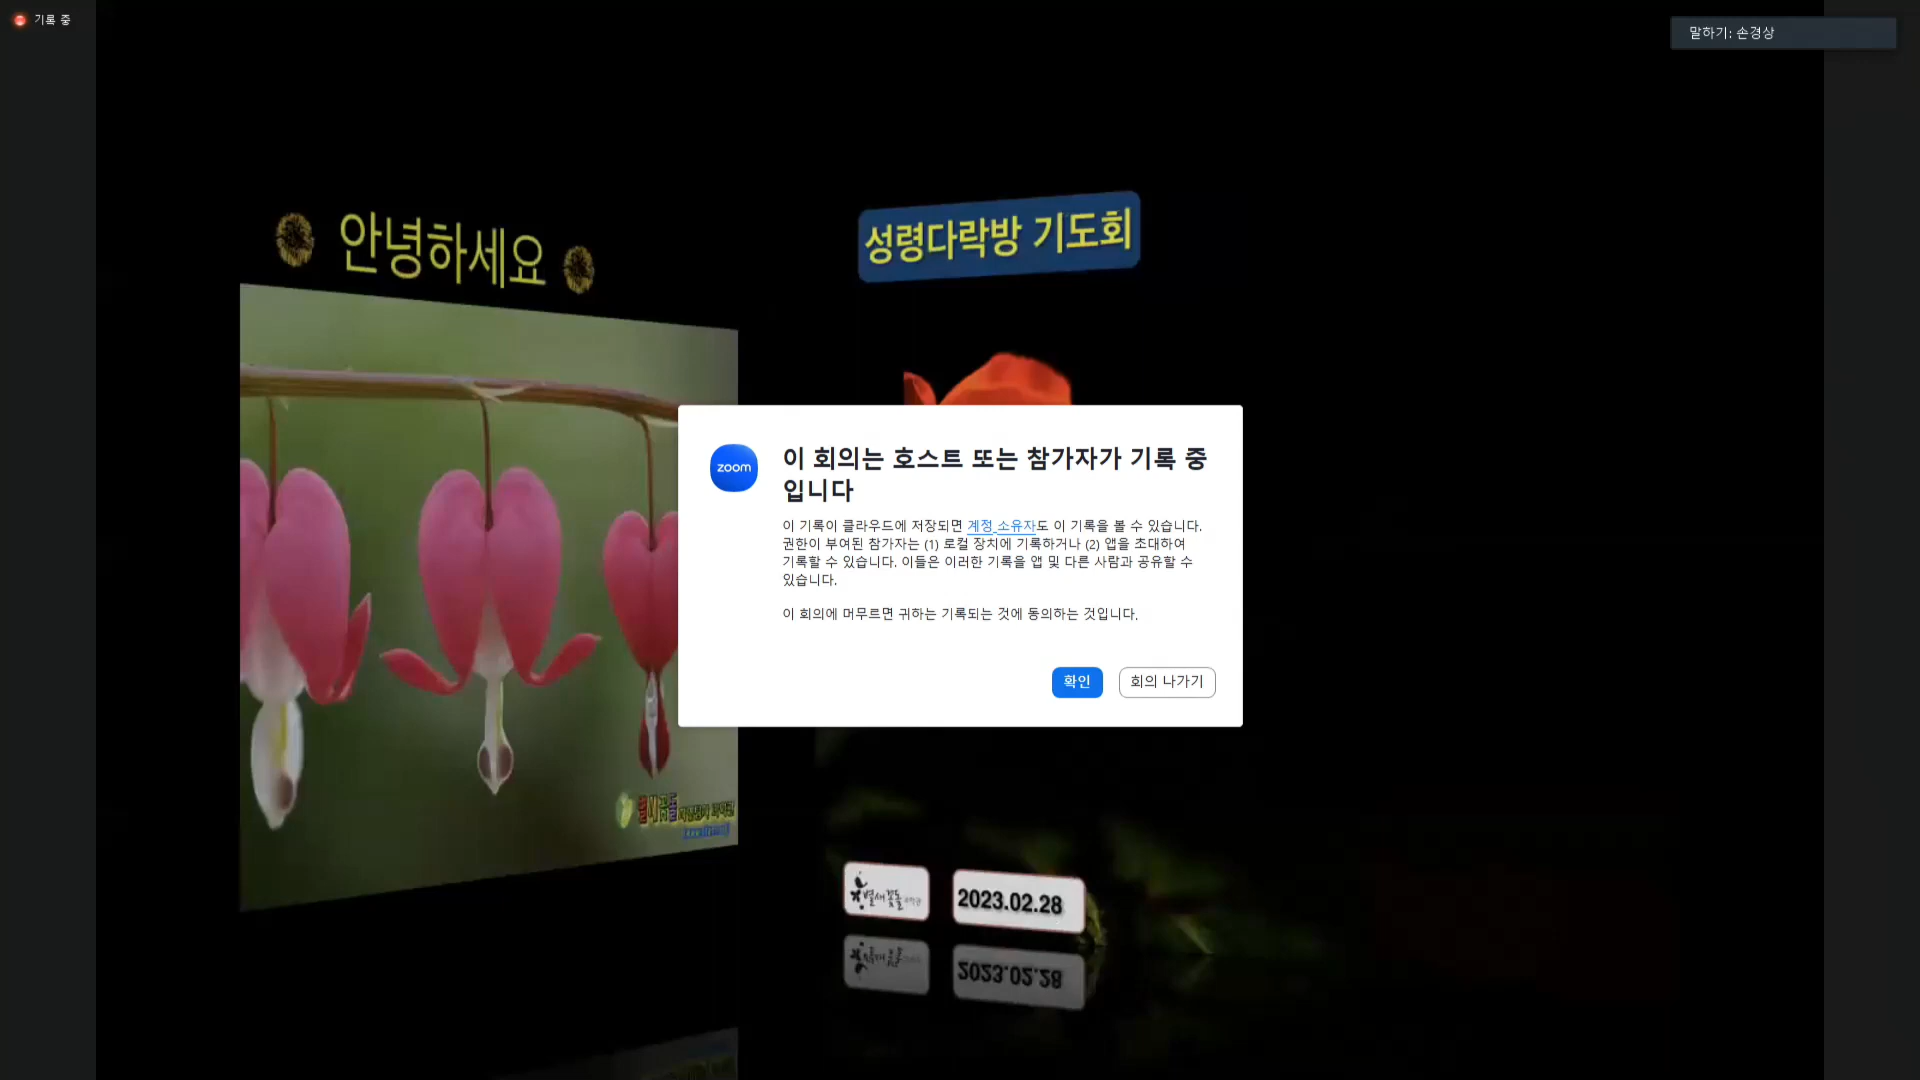 기록 중
말하기: 손경상
안녕하세요
성령다락방 기도회
zoom
이 회의는 호스트 또는 참가자가 기록 중
입니다
이 기록이 클라우드에 저장되면 계정 소유자도 이 기록을 볼 수 있습니다.
권한이 부여된 참가자는 (1) 로컬 장치에 기록하거나 (2) 앱을 초대하여
기록할 수 있습니다. 이들은 이러한 기록을 앱 및 다른 사람과 공유할 수
있습니다.
이 회의에 머무르면 귀하는 기록되는 것에 동의하는 것입니다.
확인
회의 나가기
별새꽃돌
2023.02.28